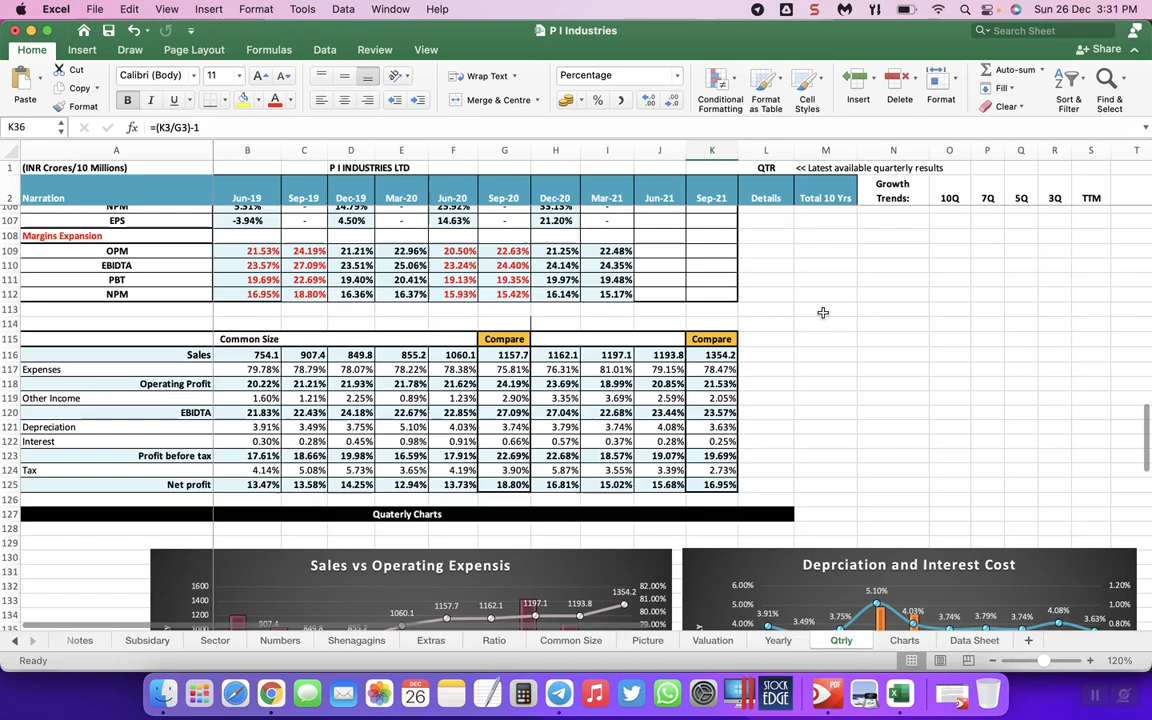 Excel File Edit View Insert Format Tools Data Window Help Sun 26 Dec 3:31 PM
P I Industries Search Sheet
Home Insert Draw Page Layout Formulas Data Review View Share
Cut Calibri (Body) 11 Wrap Text Percentage Auto-sum
Copy Fill
Paste Format B I U Merge & Centre Conditional Formatting Format as Table Cell Styles Insert Delete Format Clear Sort & Filter Find & Select
K36 fx =(K3/G3)-1
A B C D E F G H I J K L M N O P Q R S T
1 (INR Crores/10 Millions) P I INDUSTRIES LTD QTR << Latest available quarterly results
2 Narration Jun-19 Sep-19 Dec-19 Mar-20 Jun-20 Sep-20 Dec-20 Mar-21 Jun-21 Sep-21 Details Total 10 Yrs Growth Trends: 10Q 7Q 5Q 3Q TTM
106 NPM 5.51% - 14.79% - 25.92% - 33.15% -
107 EPS -3.94% - 4.50% - 14.63% - 21.20% -
108 Margins Expansion
109 OPM 21.53% 24.19% 21.21% 22.96% 20.50% 22.63% 21.25% 22.48%
110 EBIDTA 23.57% 27.09% 23.51% 25.06% 23.24% 24.40% 24.14% 24.35%
111 PBT 19.69% 22.69% 19.40% 20.41% 19.13% 19.35% 19.97% 19.48%
112 NPM 16.95% 18.80% 16.36% 16.37% 15.93% 15.42% 16.14% 15.17%
113
114
115 Common Size Compare Compare
116 Sales 754.1 907.4 849.8 855.2 1060.1 1157.7 1162.1 1197.1 1193.8 1354.2
117 Expenses 79.78% 78.79% 78.07% 78.22% 78.38% 75.81% 76.31% 81.01% 79.15% 78.47%
118 Operating Profit 20.22% 21.21% 21.93% 21.78% 21.62% 24.19% 23.69% 18.99% 20.85% 21.53%
119 Other Income 1.60% 1.21% 2.25% 0.89% 1.23% 2.90% 3.35% 3.69% 2.59% 2.05%
120 EBIDTA 21.83% 22.43% 24.18% 22.67% 22.85% 27.09% 27.04% 22.68% 23.44% 23.57%
121 Depreciation 3.91% 3.49% 3.75% 5.10% 4.03% 3.74% 3.79% 3.74% 4.08% 3.63%
122 Interest 0.30% 0.28% 0.45% 0.98% 0.91% 0.66% 0.57% 0.37% 0.28% 0.25%
123 Profit before tax 17.61% 18.66% 19.98% 16.59% 17.91% 22.69% 22.68% 18.57% 19.07% 19.69%
124 Tax 4.14% 5.08% 5.73% 3.65% 4.19% 3.90% 5.87% 3.55% 3.39% 2.73%
125 Net profit 13.47% 13.58% 14.25% 12.94% 13.73% 18.80% 16.81% 15.02% 15.68% 16.95%
126
127 Quaterly Charts
128
129
130 Sales vs Operating Expensis Deprciation and Interest Cost
131 1600 82.00% 6.00% 5.10% 1.20%
132 1400 1354.2 81.00% 5.00% 1.00%
133 1200 1060.1 1157.7 1162.1 1197.1 1193.8 80.00% 3.91% 3.49% 3.75% 4.03% 3.74% 3.79% 3.74% 4.08% 3.63%
134 907.4 4.00% 0.80%
Notes Subsidary Sector Numbers Shenagagins Extras Ratio Common Size Picture Valuation Yearly Qtrly Charts Data Sheet
Ready 120%
DEC 26 STOCK EDGE PDF